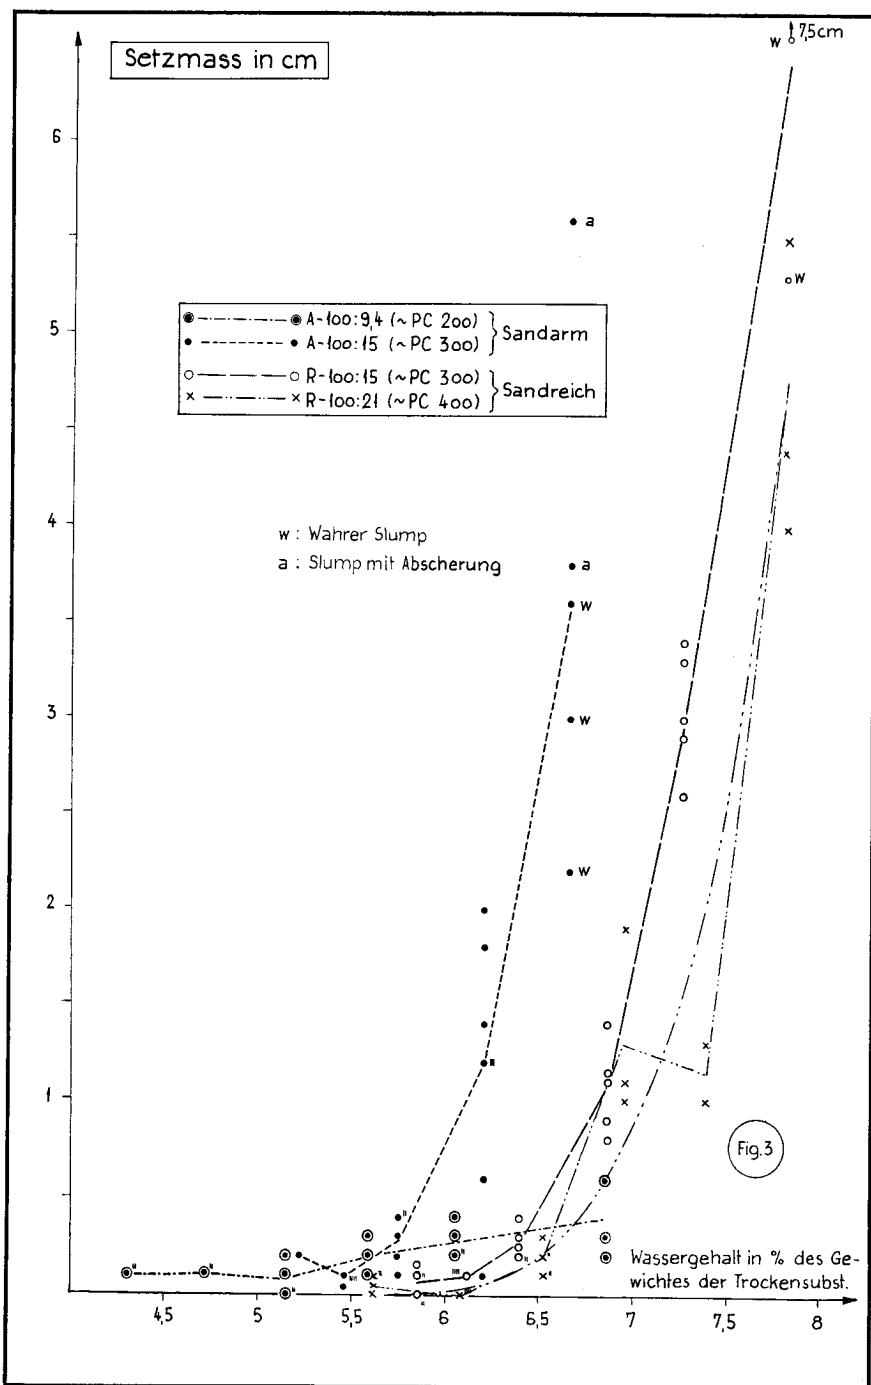 Setzmass in cm
w 7,5cm
6
a
w
5
A-100:9,4 (~PC 200)
A-100:15 (~PC 300)
Sandarm
R-100:15 (~PC 300)
R-100:21 (~PC 400)
Sandreich
4
w : Wahrer Slump
a : Slump mit Abscherung
a
w
3
w
2
w
1
Fig.3
Wassergehalt in % des Ge-
wichtes der Trockensubst.
4,5 5 5,5 6 6,5 7 7,5 8